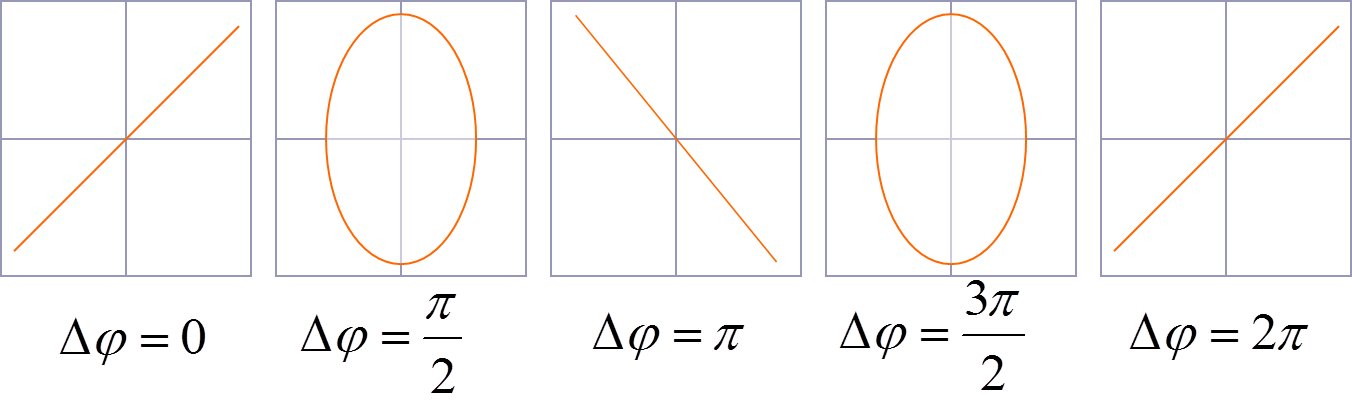 Δφ = 0
Δφ = π/2
Δφ = π
Δφ = 3π/2
Δφ = 2π